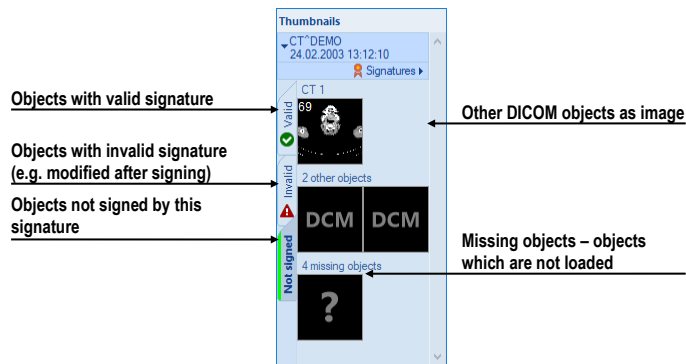 Thumbnails
CT^DEMO
24.02.2003 13:12:10
Signatures
CT 1
69
Valid
Objects with valid signature
Other DICOM objects as image
Objects with invalid signature
(e.g. modified after signing)
Invalid
2 other objects
DCM DCM
Objects not signed by this
signature
Not signed
4 missing objects
?
Missing objects – objects
which are not loaded